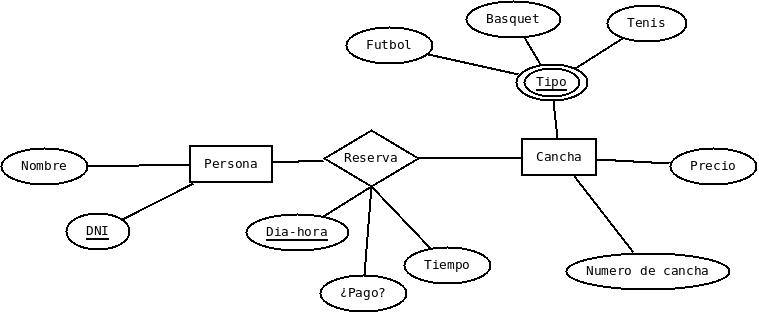 Basquet
Tenis
Futbol
Tipo
Nombre
Persona
Reserva
Cancha
Precio
DNI
Dia-hora
Tiempo
Numero de cancha
¿Pago?